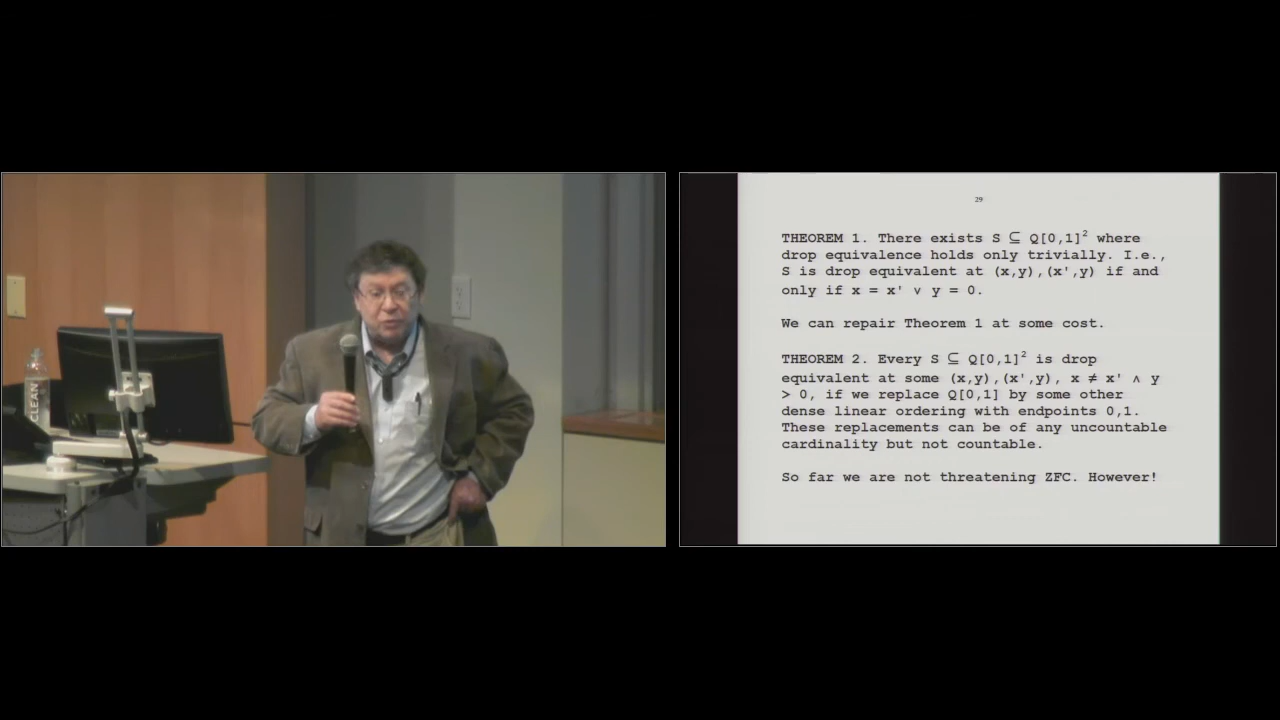 CLEAN
29
THEOREM 1. There exists S ⊆ Q[0,1]² where
drop equivalence holds only trivially. I.e.,
S is drop equivalent at (x,y),(x',y) if and
only if x = x' ∨ y = 0.
We can repair Theorem 1 at some cost.
THEOREM 2. Every S ⊆ Q[0,1]² is drop
equivalent at some (x,y),(x',y), x ≠ x' ∧ y
> 0, if we replace Q[0,1] by some other
dense linear ordering with endpoints 0,1.
These replacements can be of any uncountable
cardinality but not countable.
So far we are not threatening ZFC. However!